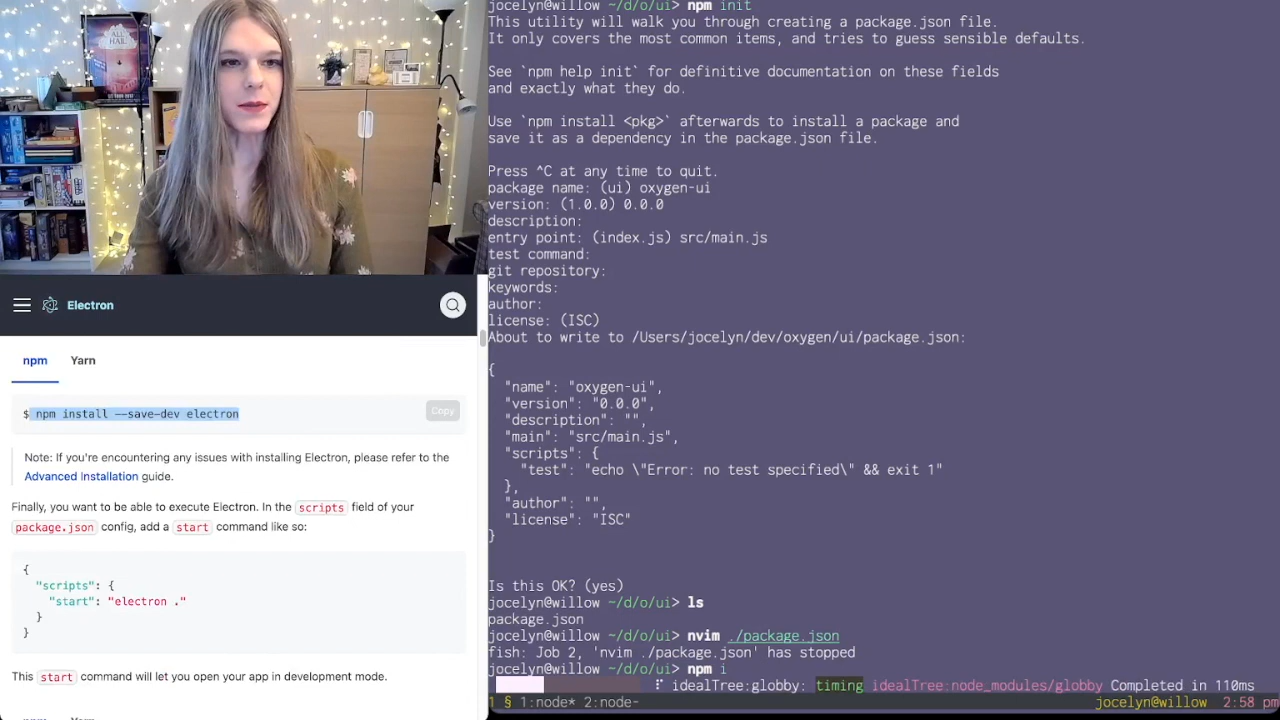 ALL HAIL
Electron
npm Yarn
$ npm install --save-dev electron
Copy
Note: If you're encountering any issues with installing Electron, please refer to the
Advanced Installation guide.
Finally, you want to be able to execute Electron. In the scripts field of your
package.json config, add a start command like so:
{
"scripts": {
"start": "electron ."
}
}
This start command will let you open your app in development mode.
jocelyn@willow ~/d/o/ui> npm init
This utility will walk you through creating a package.json file.
It only covers the most common items, and tries to guess sensible defaults.
See `npm help init` for definitive documentation on these fields
and exactly what they do.
Use `npm install <pkg>` afterwards to install a package and
save it as a dependency in the package.json file.
Press ^C at any time to quit.
package name: (ui) oxygen-ui
version: (1.0.0) 0.0.0
description:
entry point: (index.js) src/main.js
test command:
git repository:
keywords:
author:
license: (ISC)
About to write to /Users/jocelyn/dev/oxygen/ui/package.json:
{
"name": "oxygen-ui",
"version": "0.0.0",
"description": "",
"main": "src/main.js",
"scripts": {
"test": "echo \"Error: no test specified\" && exit 1"
},
"author": "",
"license": "ISC"
}
Is this OK? (yes)
jocelyn@willow ~/d/o/ui> ls
package.json
jocelyn@willow ~/d/o/ui> nvim ./package.json
fish: Job 2, 'nvim ./package.json' has stopped
jocelyn@willow ~/d/o/ui> npm i
⠏ idealTree:globby: timing idealTree:node_modules/globby Completed in 110ms
1 § 1:node* 2:node- jocelyn@willow 2:58 pm